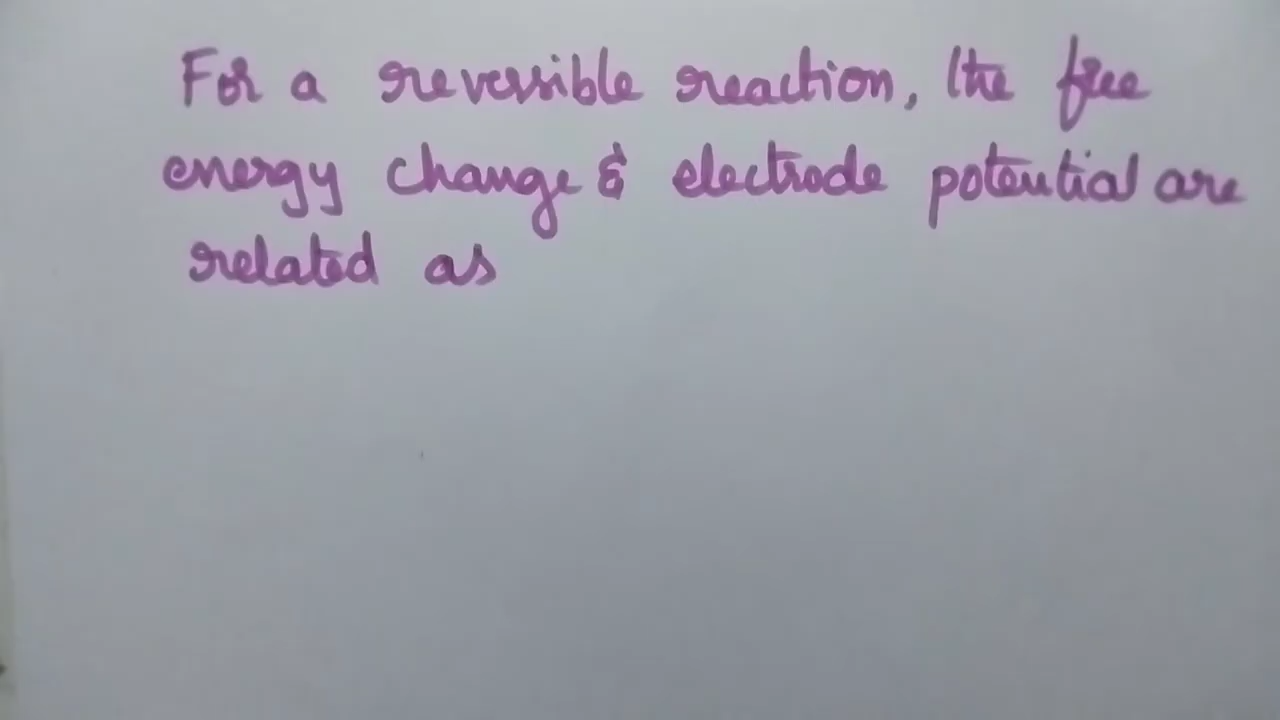 For a reversible reaction, the free
energy change & electrode potential are
related as